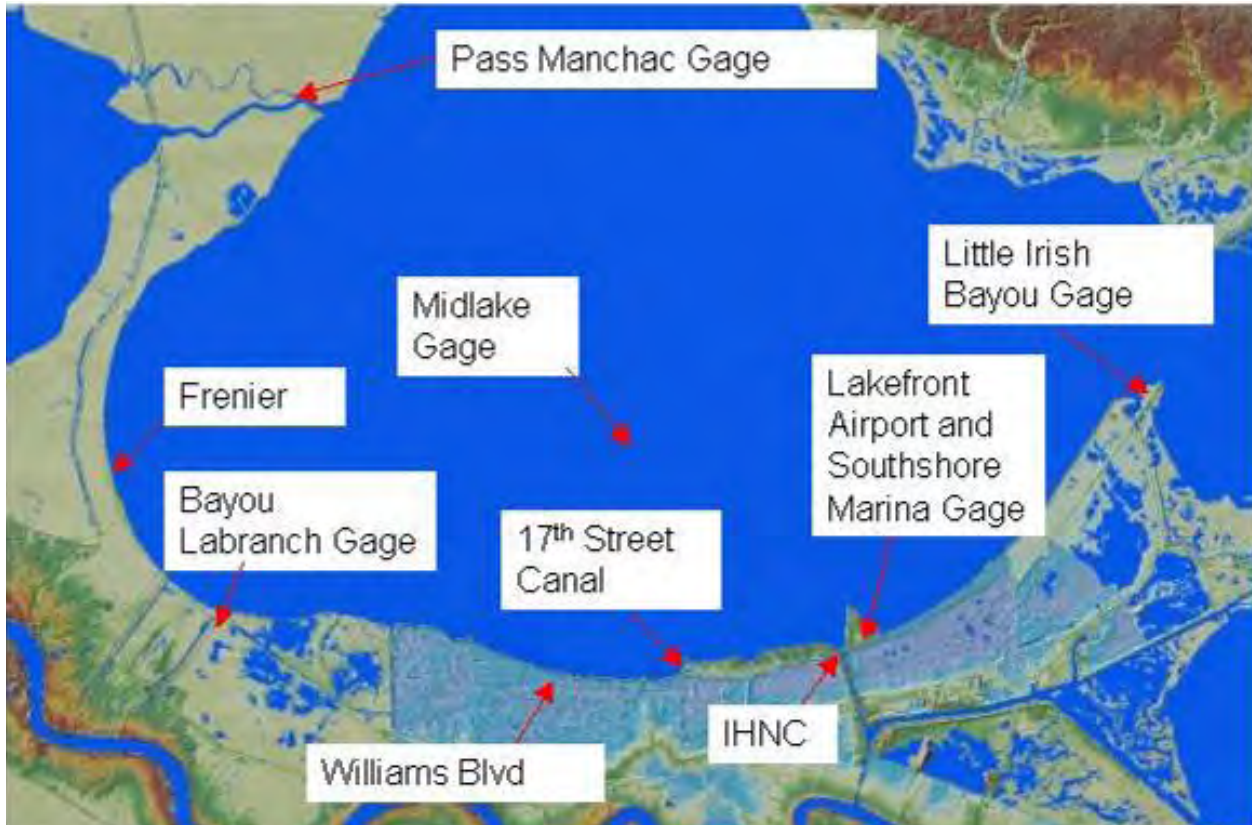 Pass Manchac Gage
Little Irish
Bayou Gage
Midlake
Gage
Lakefront
Airport and
Southshore
Marina Gage
Frenier
Bayou
Labranch Gage
17th Street
Canal
IHNC
Williams Blvd